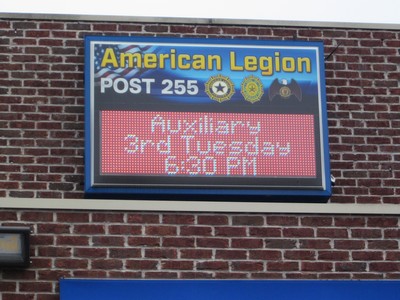 American Legion
POST 255
Auxiliary
3rd Tuesday
6:30 PM